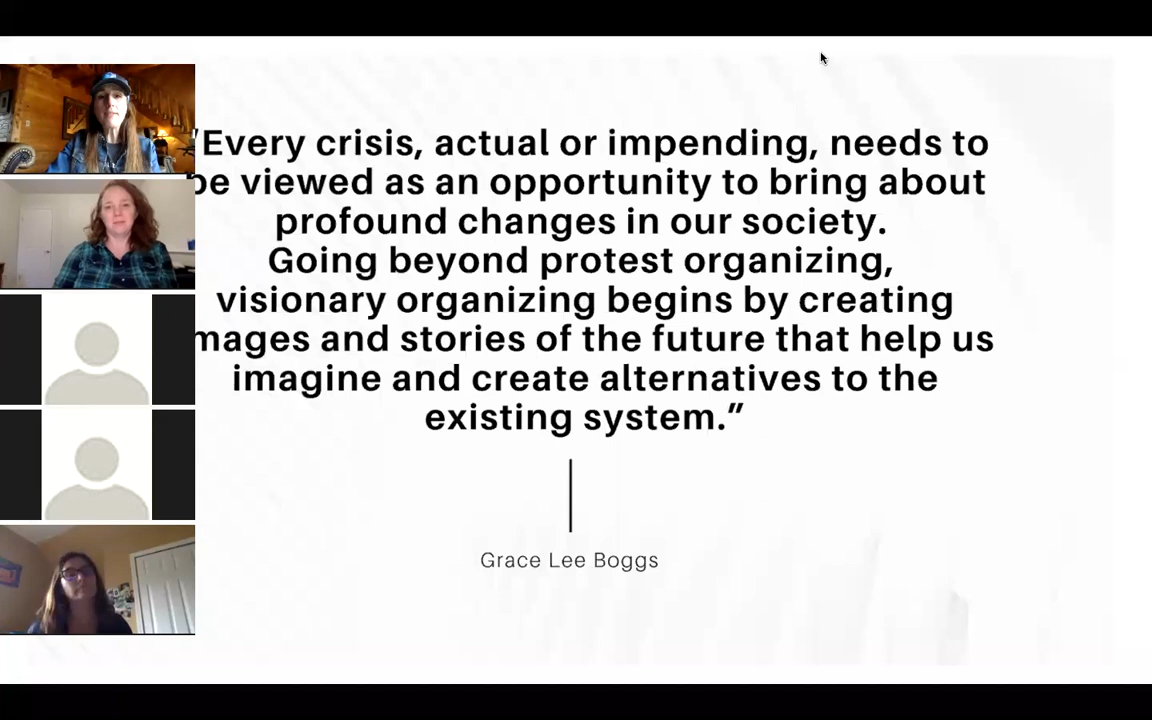 "Every crisis, actual or impending, needs to
be viewed as an opportunity to bring about
profound changes in our society.
Going beyond protest organizing,
visionary organizing begins by creating
mages and stories of the future that help us
imagine and create alternatives to the
existing system.”
Grace Lee Boggs